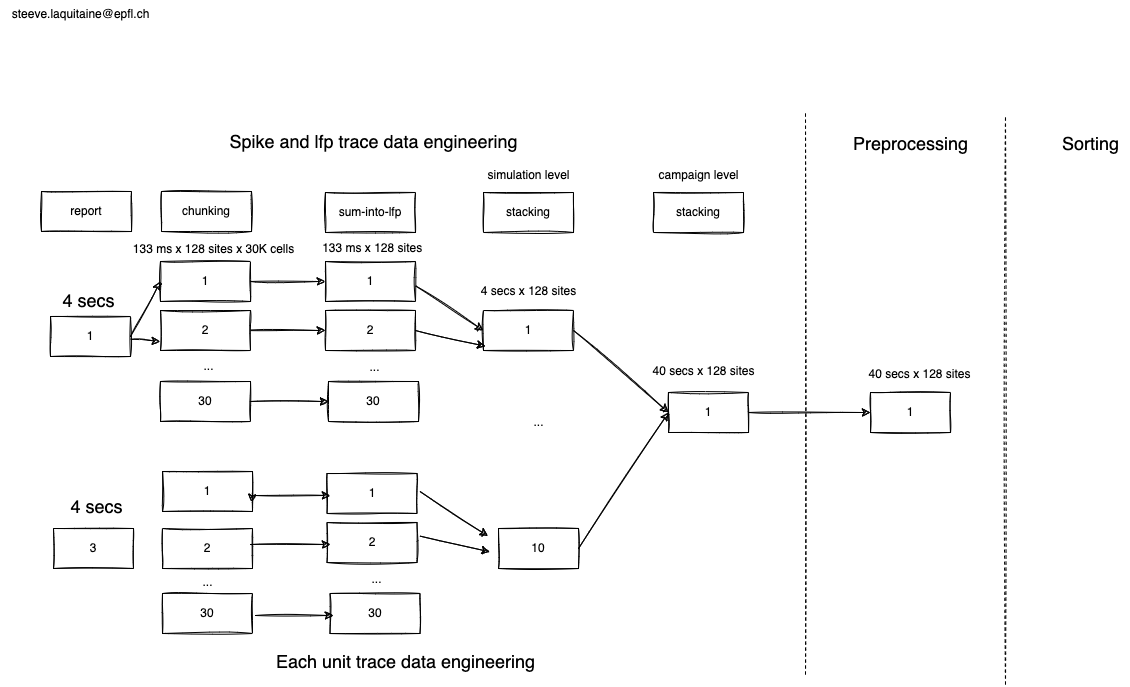 steeve.laquitaine@epfl.ch
Spike and lfp trace data engineering
Preprocessing
Sorting
simulation level
campaign level
report
chunking
sum-into-lfp
stacking
stacking
133 ms x 128 sites x 30K cells
133 ms x 128 sites
1
1
4 secs x 128 sites
4 secs
1
2
2
1
...
...
40 secs x 128 sites
40 secs x 128 sites
30
30
1
1
...
1
1
4 secs
3
2
2
10
...
...
30
30
Each unit trace data engineering